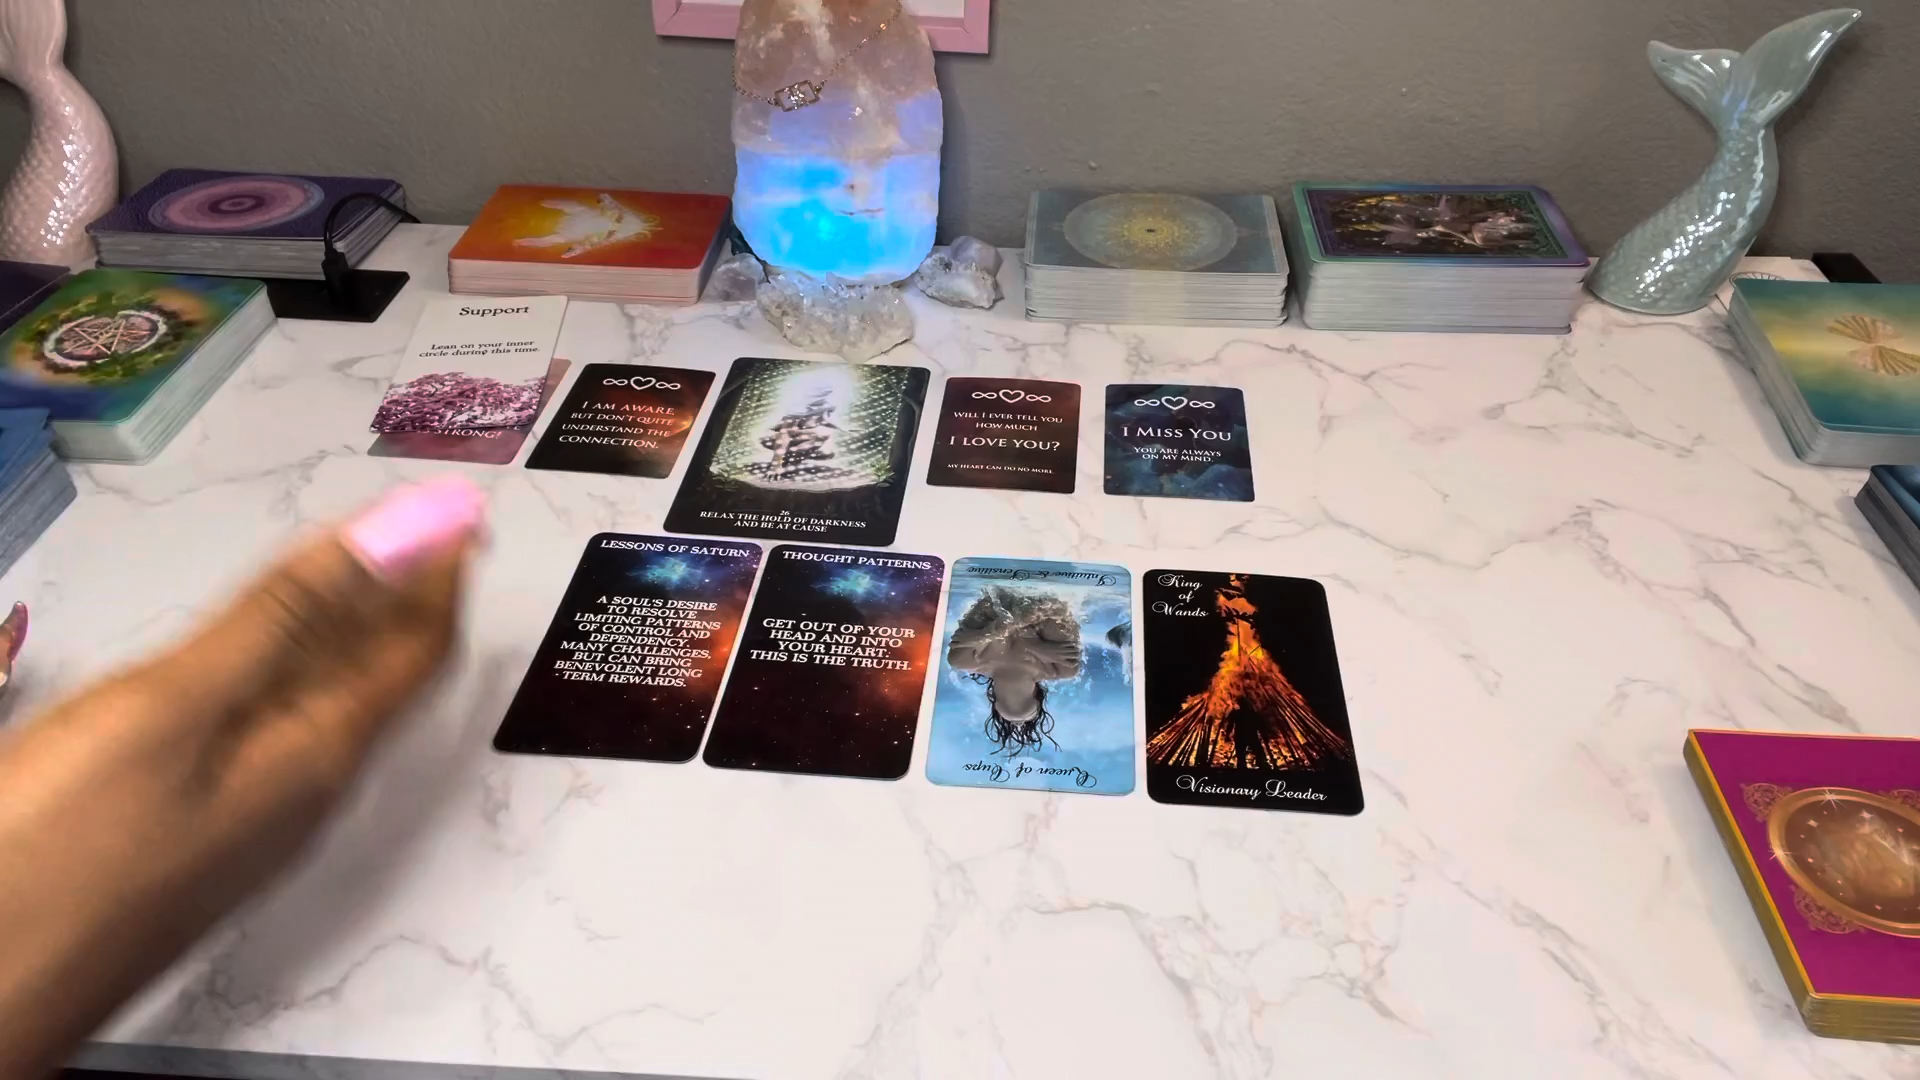 Support
Lean on your inner
circle during this time.
STRONG!
I AM AWARE,
BUT DON'T QUITE
UNDERSTAND THE
CONNECTION.
26
RELAX THE HOLD OF DARKNESS
AND BE AT CAUSE
WILL I EVER TELL YOU
HOW MUCH
I LOVE YOU?
MY HEART CAN DO NO MORE.
I MISS YOU
YOU ARE ALWAYS
ON MY MIND.
LESSONS OF SATURN
A SOUL'S DESIRE
TO RESOLVE
LIMITING PATTERNS
OF CONTROL AND
DEPENDENCY.
MANY CHALLENGES,
BUT CAN BRING
BENEVOLENT LONG
TERM REWARDS.
THOUGHT PATTERNS
GET OUT OF YOUR
HEAD AND INTO
YOUR HEART:
THIS IS THE TRUTH.
Queen of Cups
Intuitive & Sensitive
King
of
Wands
Visionary Leader